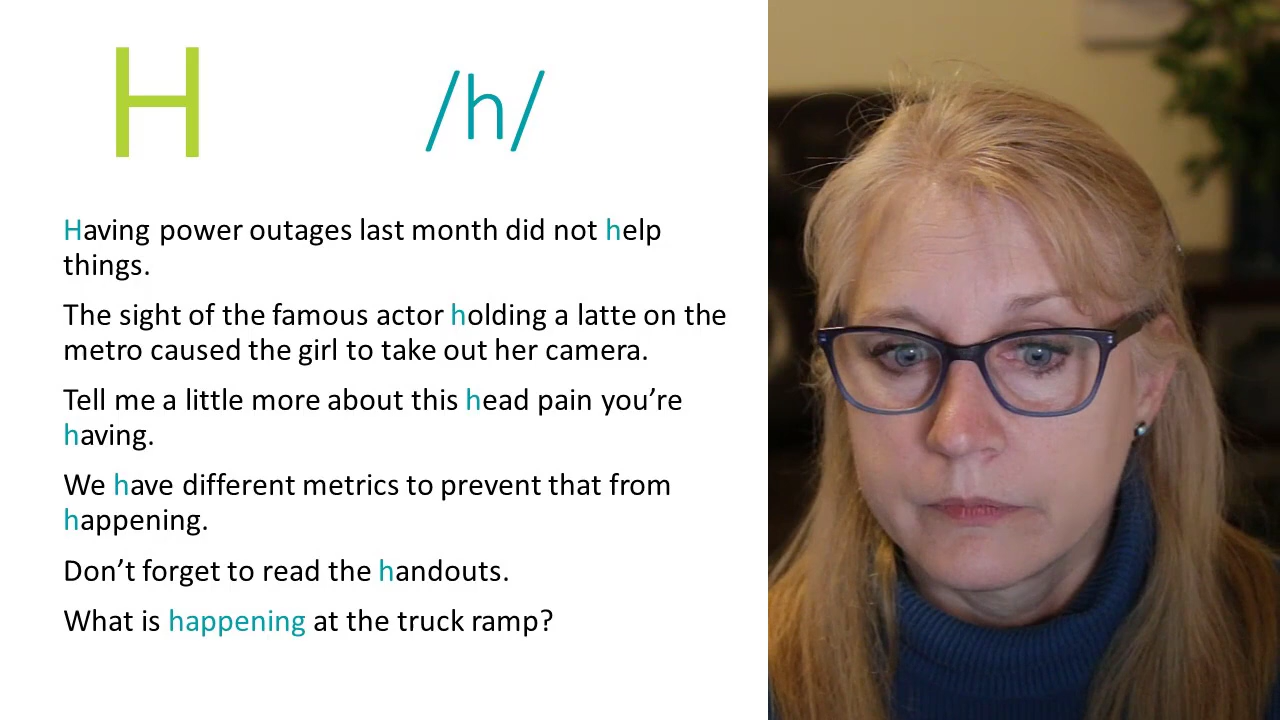 H /h/
Having power outages last month did not help
things.
The sight of the famous actor holding a latte on the
metro caused the girl to take out her camera.
Tell me a little more about this head pain you’re
having.
We have different metrics to prevent that from
happening.
Don’t forget to read the handouts.
What is happening at the truck ramp?